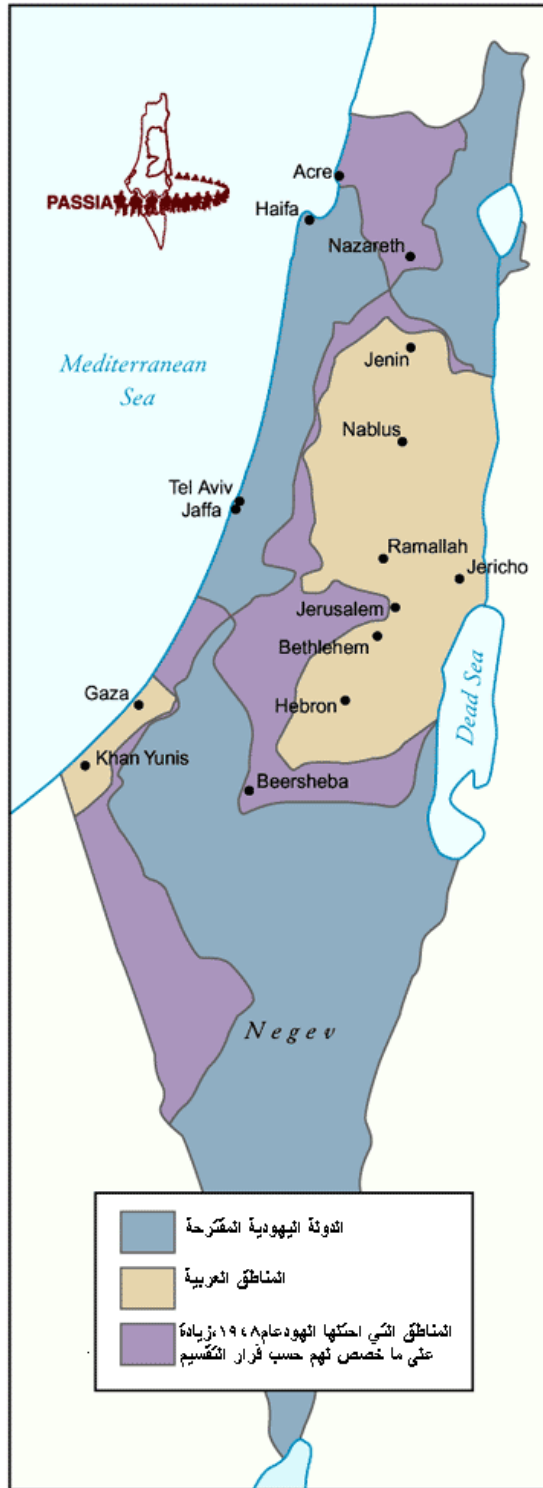 Acre
PASSIA
Haifa
Nazareth
Mediterranean
Sea
Jenin
Nablus
Tel Aviv
Jaffa
Ramallah
Jericho
Jerusalem
Bethlehem
Gaza
Hebron
Dead Sea
Khan Yunis
Beersheba
Negev
الدولة اليهودية المقترحة
المناطق العربية
المناطق التي احتلها الهود عام ١٩٤٨،زيادة
على ما خصص لهم حسب قرار التقسيم